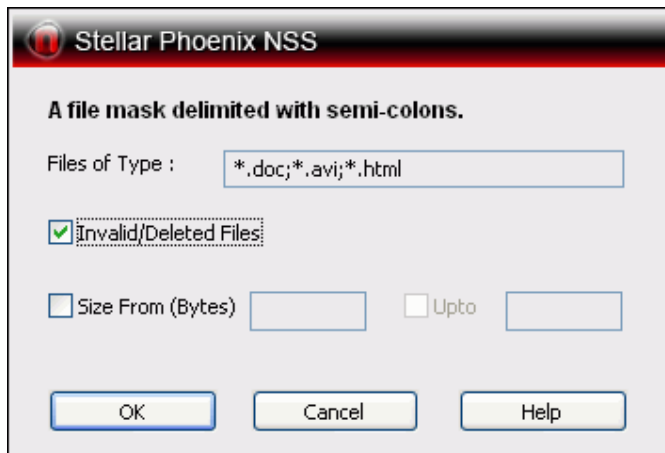 Stellar Phoenix NSS
A file mask delimited with semi-colons.
Files of Type : *.doc;*.avi;*.html
Invalid/Deleted Files
Size From (Bytes) Upto
OK Cancel Help